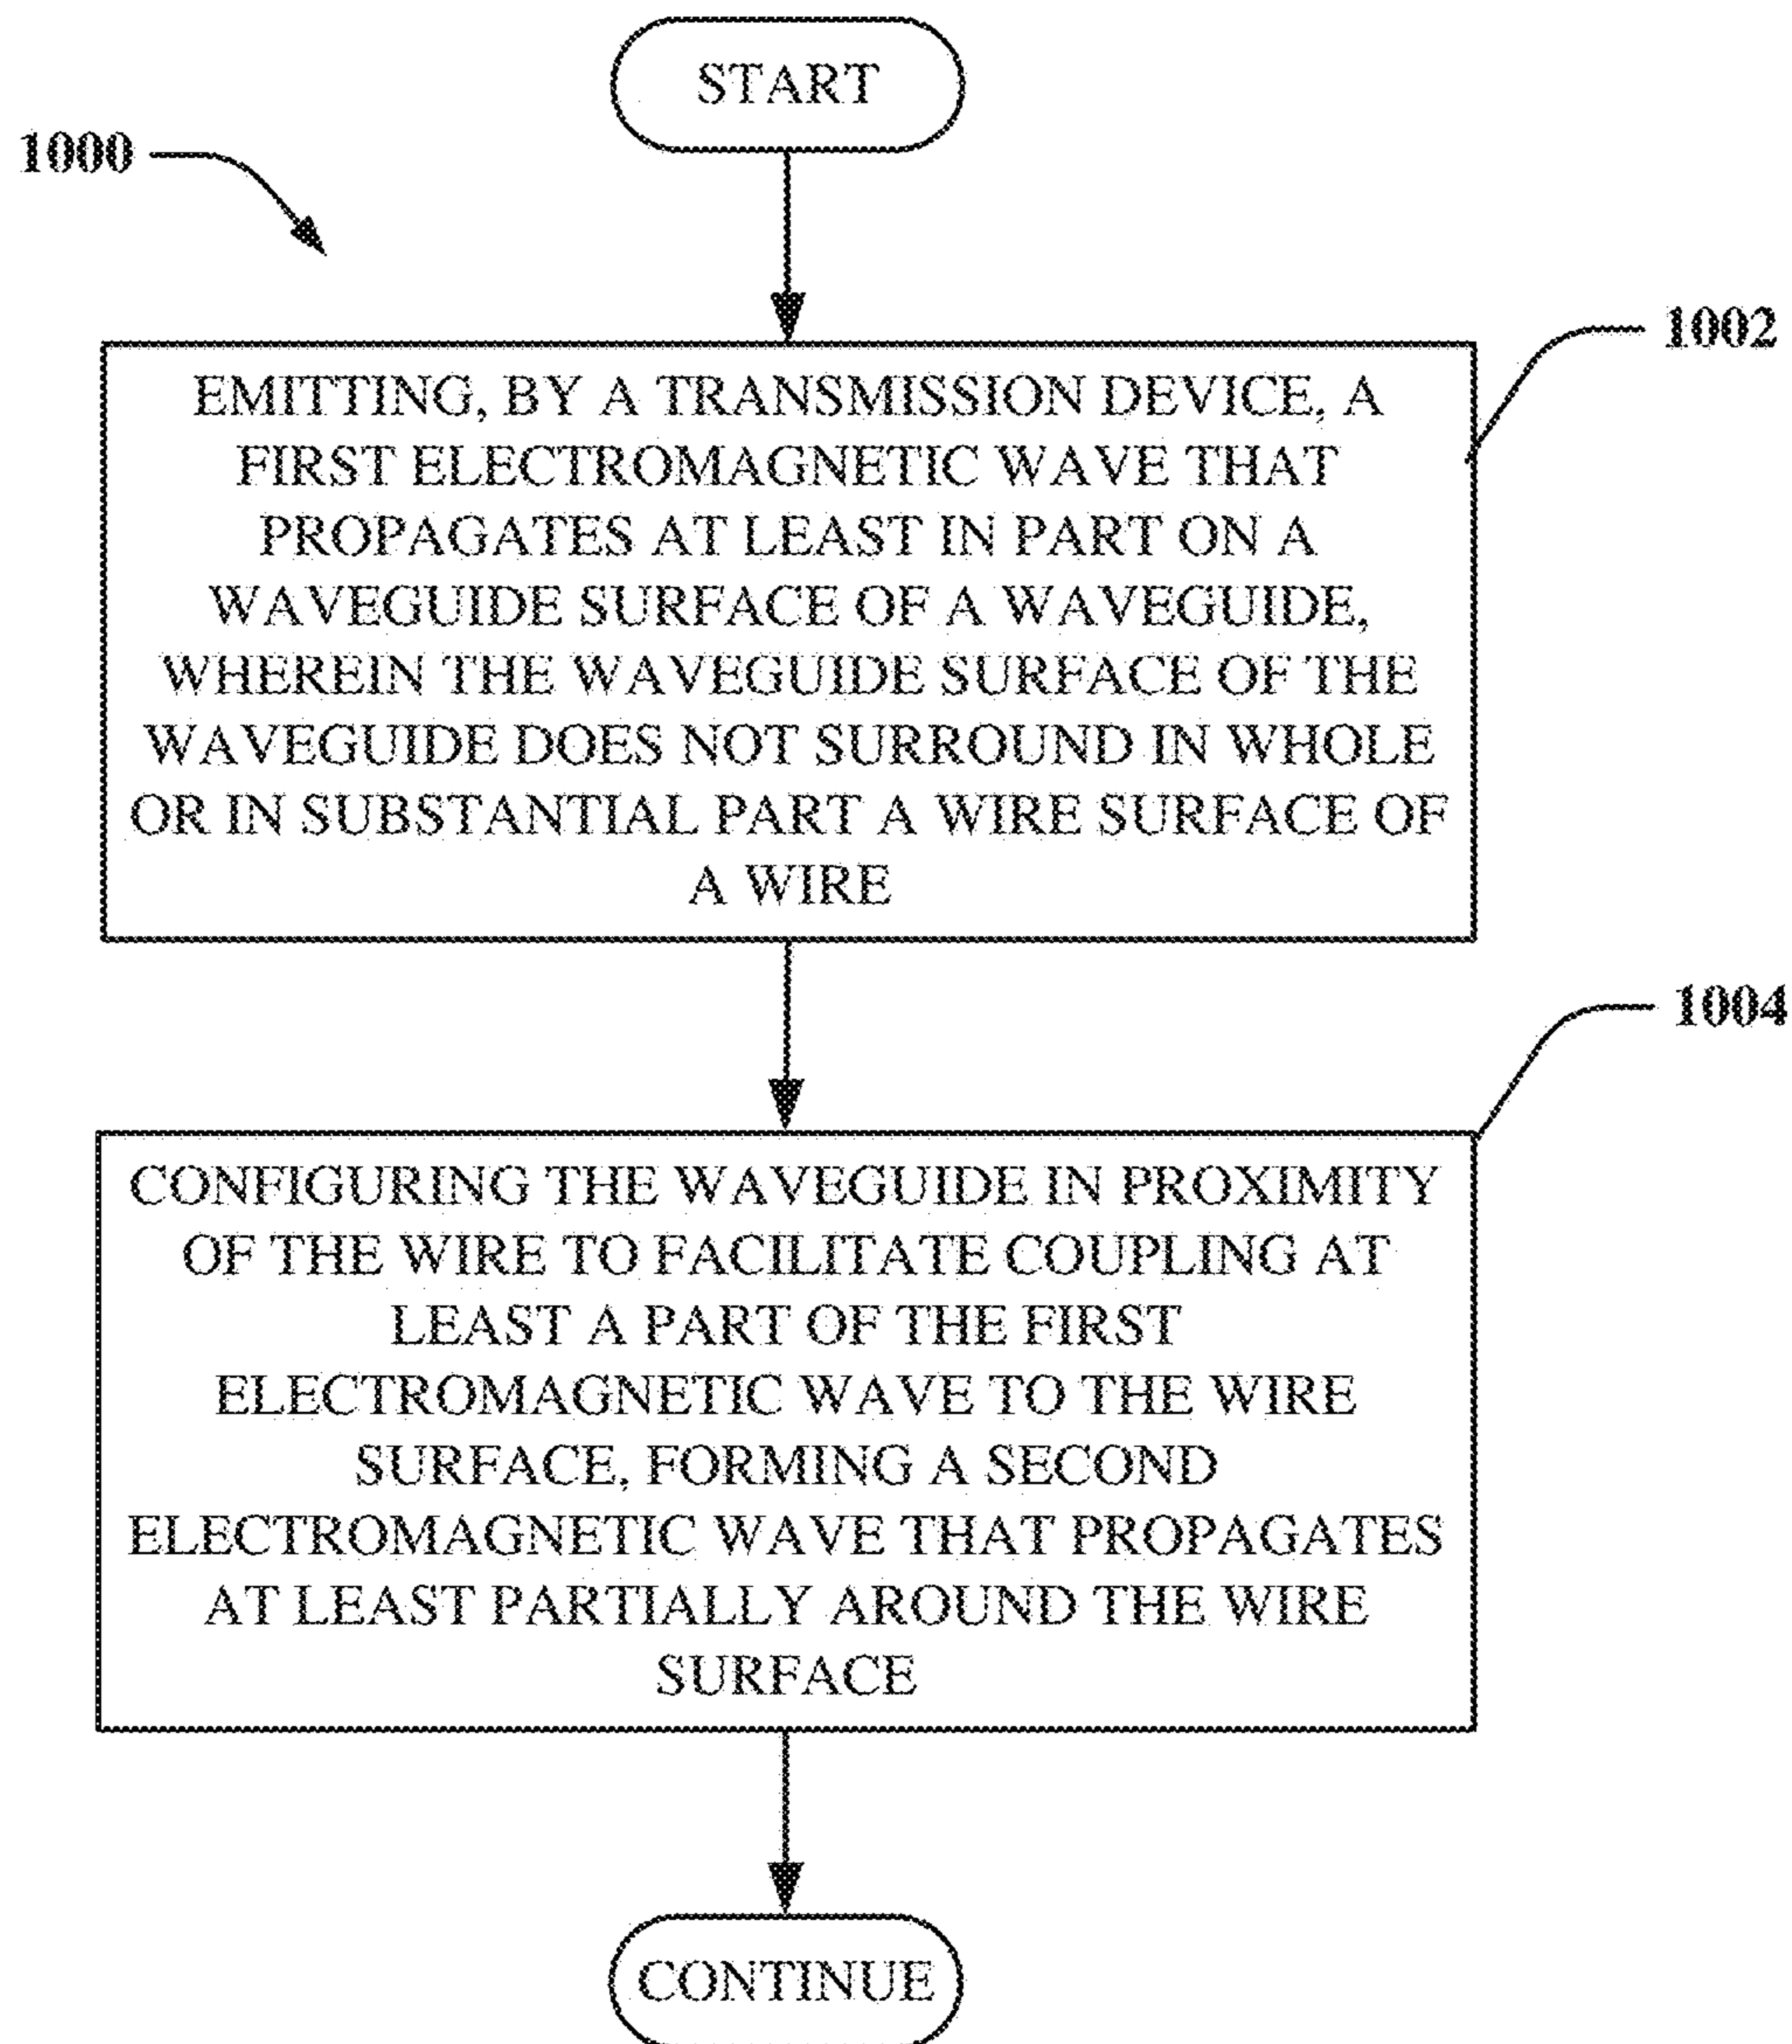 START
1000
1002
EMITTING, BY A TRANSMISSION DEVICE, A
FIRST ELECTROMAGNETIC WAVE THAT
PROPAGATES AT LEAST IN PART ON A
WAVEGUIDE SURFACE OF A WAVEGUIDE,
WHEREIN THE WAVEGUIDE SURFACE OF THE
WAVEGUIDE DOES NOT SURROUND IN WHOLE
OR IN SUBSTANTIAL PART A WIRE SURFACE OF
A WIRE
1004
CONFIGURING THE WAVEGUIDE IN PROXIMITY
OF THE WIRE TO FACILITATE COUPLING AT
LEAST A PART OF THE FIRST
ELECTROMAGNETIC WAVE TO THE WIRE
SURFACE, FORMING A SECOND
ELECTROMAGNETIC WAVE THAT PROPAGATES
AT LEAST PARTIALLY AROUND THE WIRE
SURFACE
CONTINUE